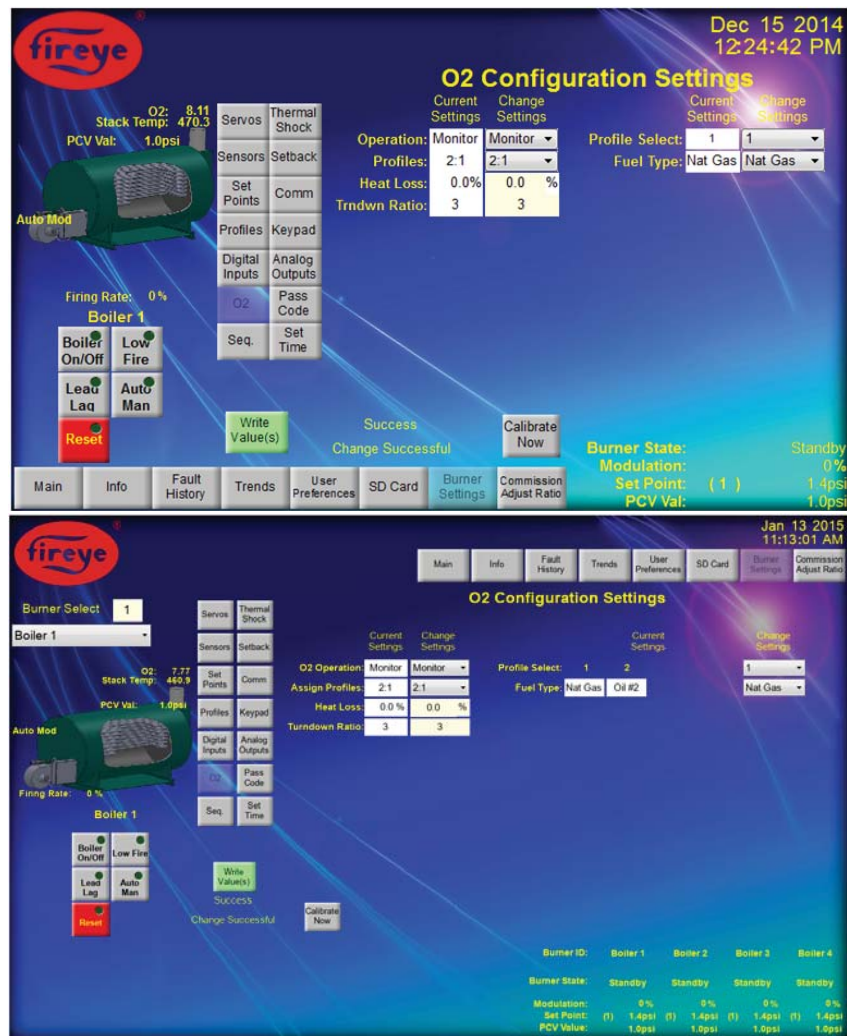 fireye
®
Dec 15 2014
12:24:42 PM
O2 Configuration Settings
O2: 8.11
Stack Temp: 470.3
PCV Val: 1.0psi
Auto Mod
Firing Rate: 0%
Boiler 1
Boiler On/Off
Low Fire
Lead Lag
Auto Man
Reset
Servos
Thermal Shock
Sensors
Setback
Set Points
Comm
Profiles
Keypad
Digital Inputs
Analog Outputs
O2
Pass Code
Seq.
Set Time
Current Settings
Change Settings
Operation: Monitor Monitor
Profiles: 2:1 2:1
Heat Loss: 0.0% 0.0 %
Trndwn Ratio: 3 3
Current Settings
Change Settings
Profile Select: 1 1
Fuel Type: Nat Gas Nat Gas
Write Value(s)
Success
Change Successful
Calibrate Now
Burner State: Standby
Modulation: 0%
Set Point: (1) 1.4psi
PCV Val: 1.0psi
Main
Info
Fault History
Trends
User Preferences
SD Card
Burner Settings
Commission Adjust Ratio
fireye
®
Jan 13 2015
11:13:01 AM
Main
Info
Fault History
Trends
User Preferences
SD Card
Burner Settings
Commission Adjust Ratio
O2 Configuration Settings
Burner Select 1
Boiler 1
O2: 7.77
Stack Temp: 460.9
PCV Val: 1.0psi
Auto Mod
Firing Rate: 0 %
Boiler 1
Boiler On/Off
Low Fire
Lead Lag
Auto Man
Reset
Servos
Thermal Shock
Sensors
Setback
Set Points
Comm
Profiles
Keypad
Digital Inputs
Analog Outputs
O2
Pass Code
Seq.
Set Time
Current Settings
Change Settings
O2 Operation: Monitor Monitor
Assign Profiles: 2:1 2:1
Heat Loss: 0.0 % 0.0 %
Turndown Ratio: 3 3
Current Settings
Change Settings
Profile Select: 1 2 1
Fuel Type: Nat Gas Oil #2 Nat Gas
Write Value(s)
Success
Change Successful
Calibrate Now
Burner ID: Boiler 1 Boiler 2 Boiler 3 Boiler 4
Burner State: Standby Standby Standby Standby
Modulation: 0% 0% 0% 0%
Set Point: (1) 1.4psi (1) 1.4psi (1) 1.4psi (1) 1.4psi
PCV Value: 1.0psi 1.0psi 1.0psi 1.0psi